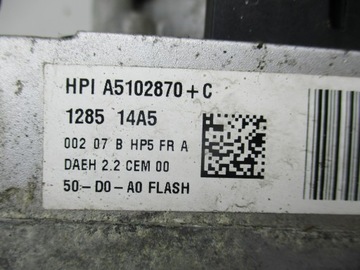 HPI A5102870+C
1285 14A5
002 07 B HP5 FR A
DAEH 2.2 CEM 00
50-D0-A0 FLASH